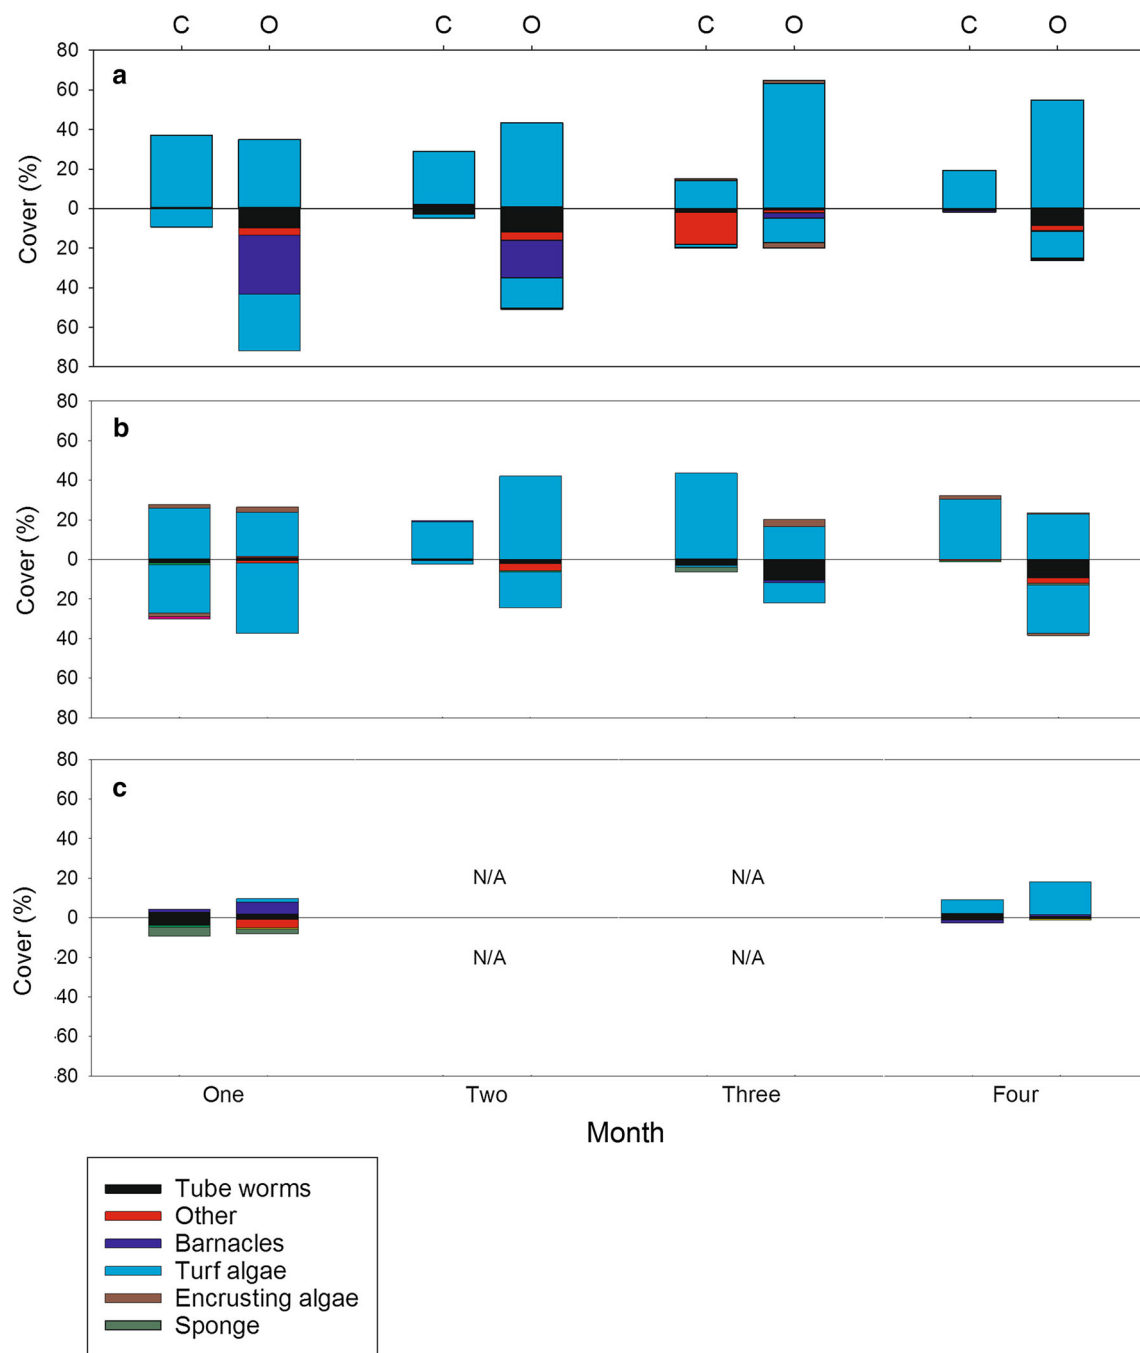 C O C O C O C O
a
80
60
40
20
0
20
40
60
80
Cover (%)
b
80
60
40
20
0
20
40
60
80
Cover (%)
c
80
60
40
20
0
-20
-40
-60
-80
Cover (%)
N/A N/A
N/A N/A
One Two Three Four
Month
Tube worms
Other
Barnacles
Turf algae
Encrusting algae
Sponge